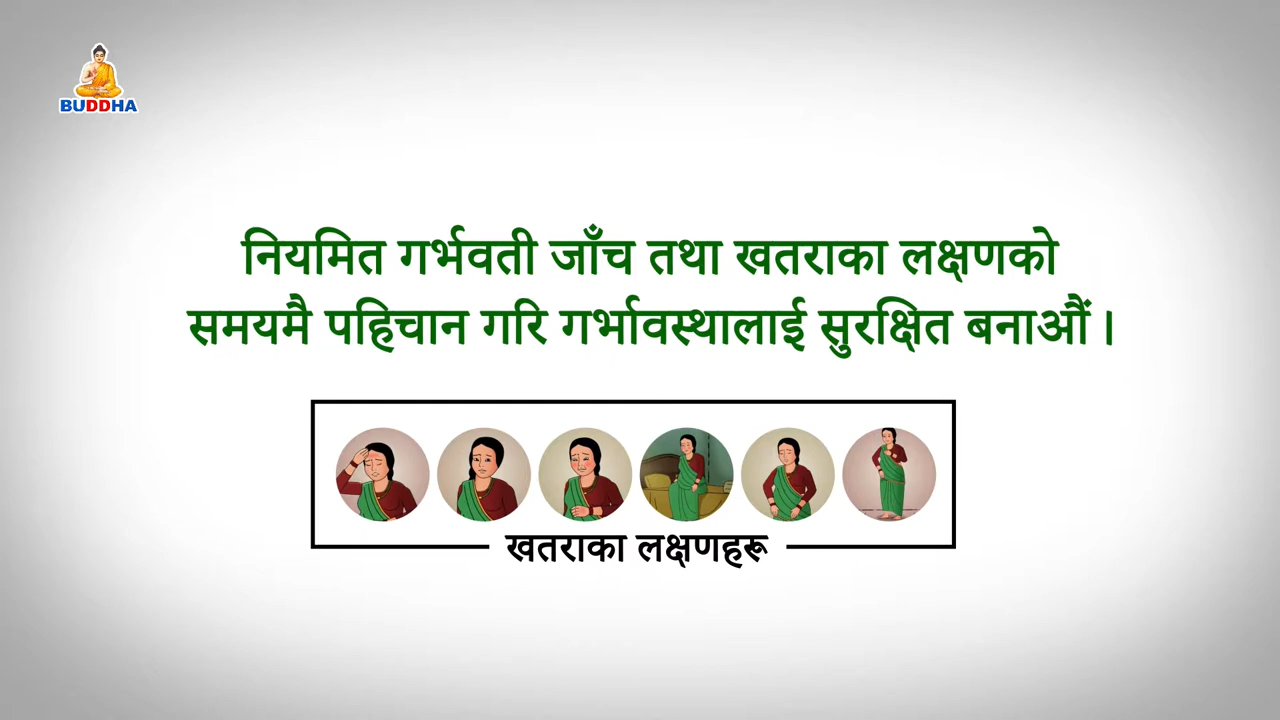 BUDDHA
नियमित गर्भवती जाँच तथा खतराका लक्षणको
समयमै पहिचान गरि गर्भावस्थालाई सुरक्षित बनाऔं ।
खतराका लक्षणहरू